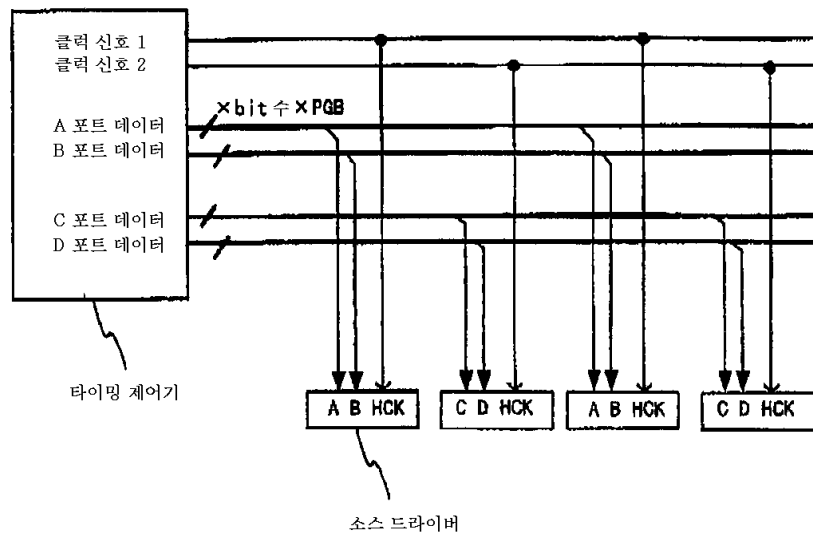 클럭 신호 1
클럭 신호 2
×bit 수 ×PGB
A 포트 데이터
B 포트 데이터
C 포트 데이터
D 포트 데이터
타이밍 제어기
A B HCK
C D HCK
A B HCK
C D HCK
소스 드라이버